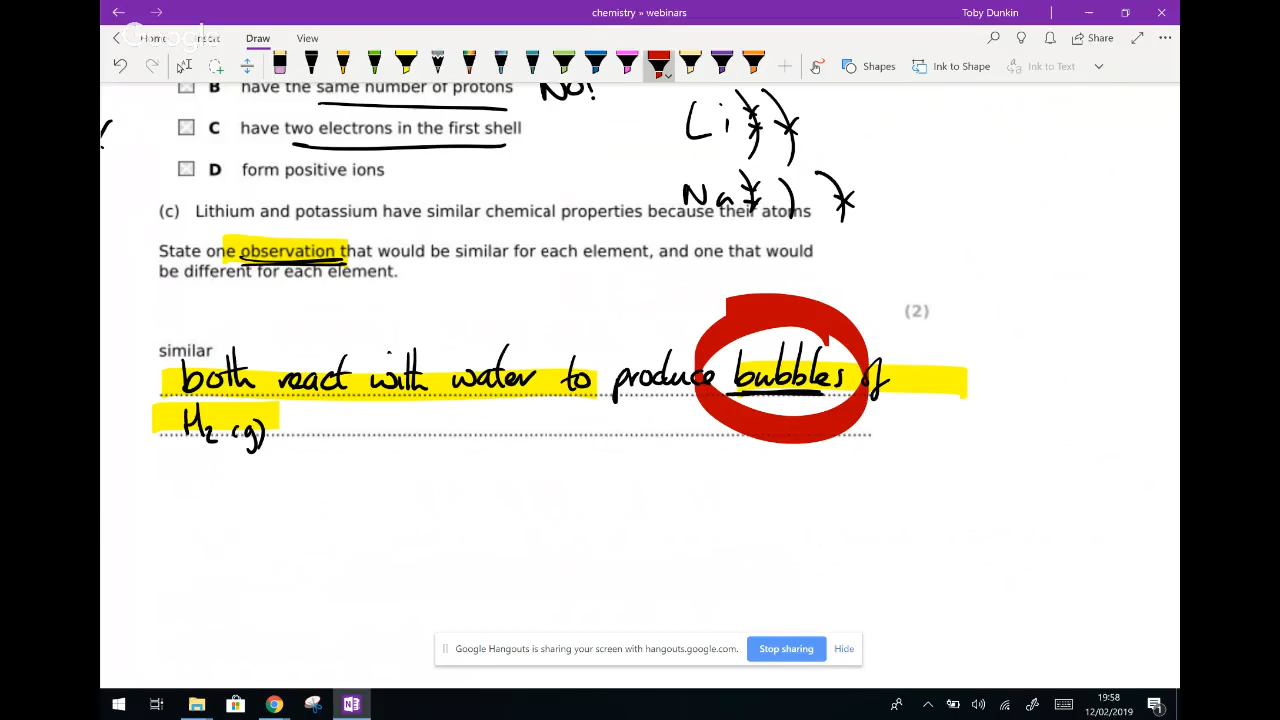 chemistry » webinars
Toby Dunkin
Google
Home Draw View
Share
Shapes Ink to Shape Ink to Text
B have the same number of protons No!
C have two electrons in the first shell
Li
D form positive ions
Na
(c) Lithium and potassium have similar chemical properties because their atoms
State one observation that would be similar for each element, and one that would
be different for each element.
(2)
similar
both react with water to produce bubbles of
H2 (g)
Google Hangouts is sharing your screen with hangouts.google.com. Stop sharing Hide
19:58
12/02/2019